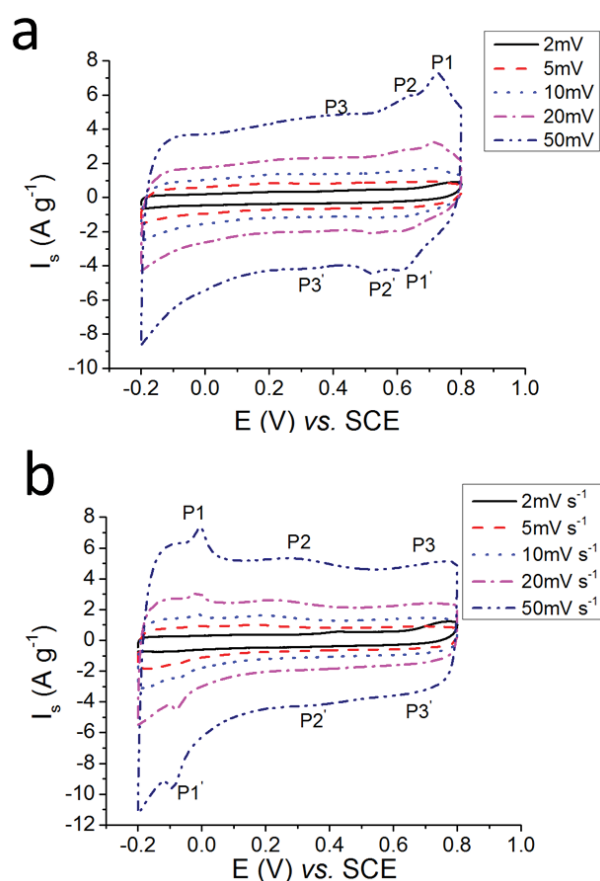 a
8
6
4
2
0
-2
-4
-6
-8
-10
I_s (A g⁻¹)
P1
P2
P3
P3'
P2'
P1'
2mV
5mV
10mV
20mV
50mV
-0.2 0.0 0.2 0.4 0.6 0.8 1.0
E (V) vs. SCE
b
8
6
4
2
0
-2
-4
-6
-8
-10
-12
I_s (A g⁻¹)
P1
P2
P3
P1'
P2'
P3'
2mV s⁻¹
5mV s⁻¹
10mV s⁻¹
20mV s⁻¹
50mV s⁻¹
-0.2 0.0 0.2 0.4 0.6 0.8 1.0
E (V) vs. SCE